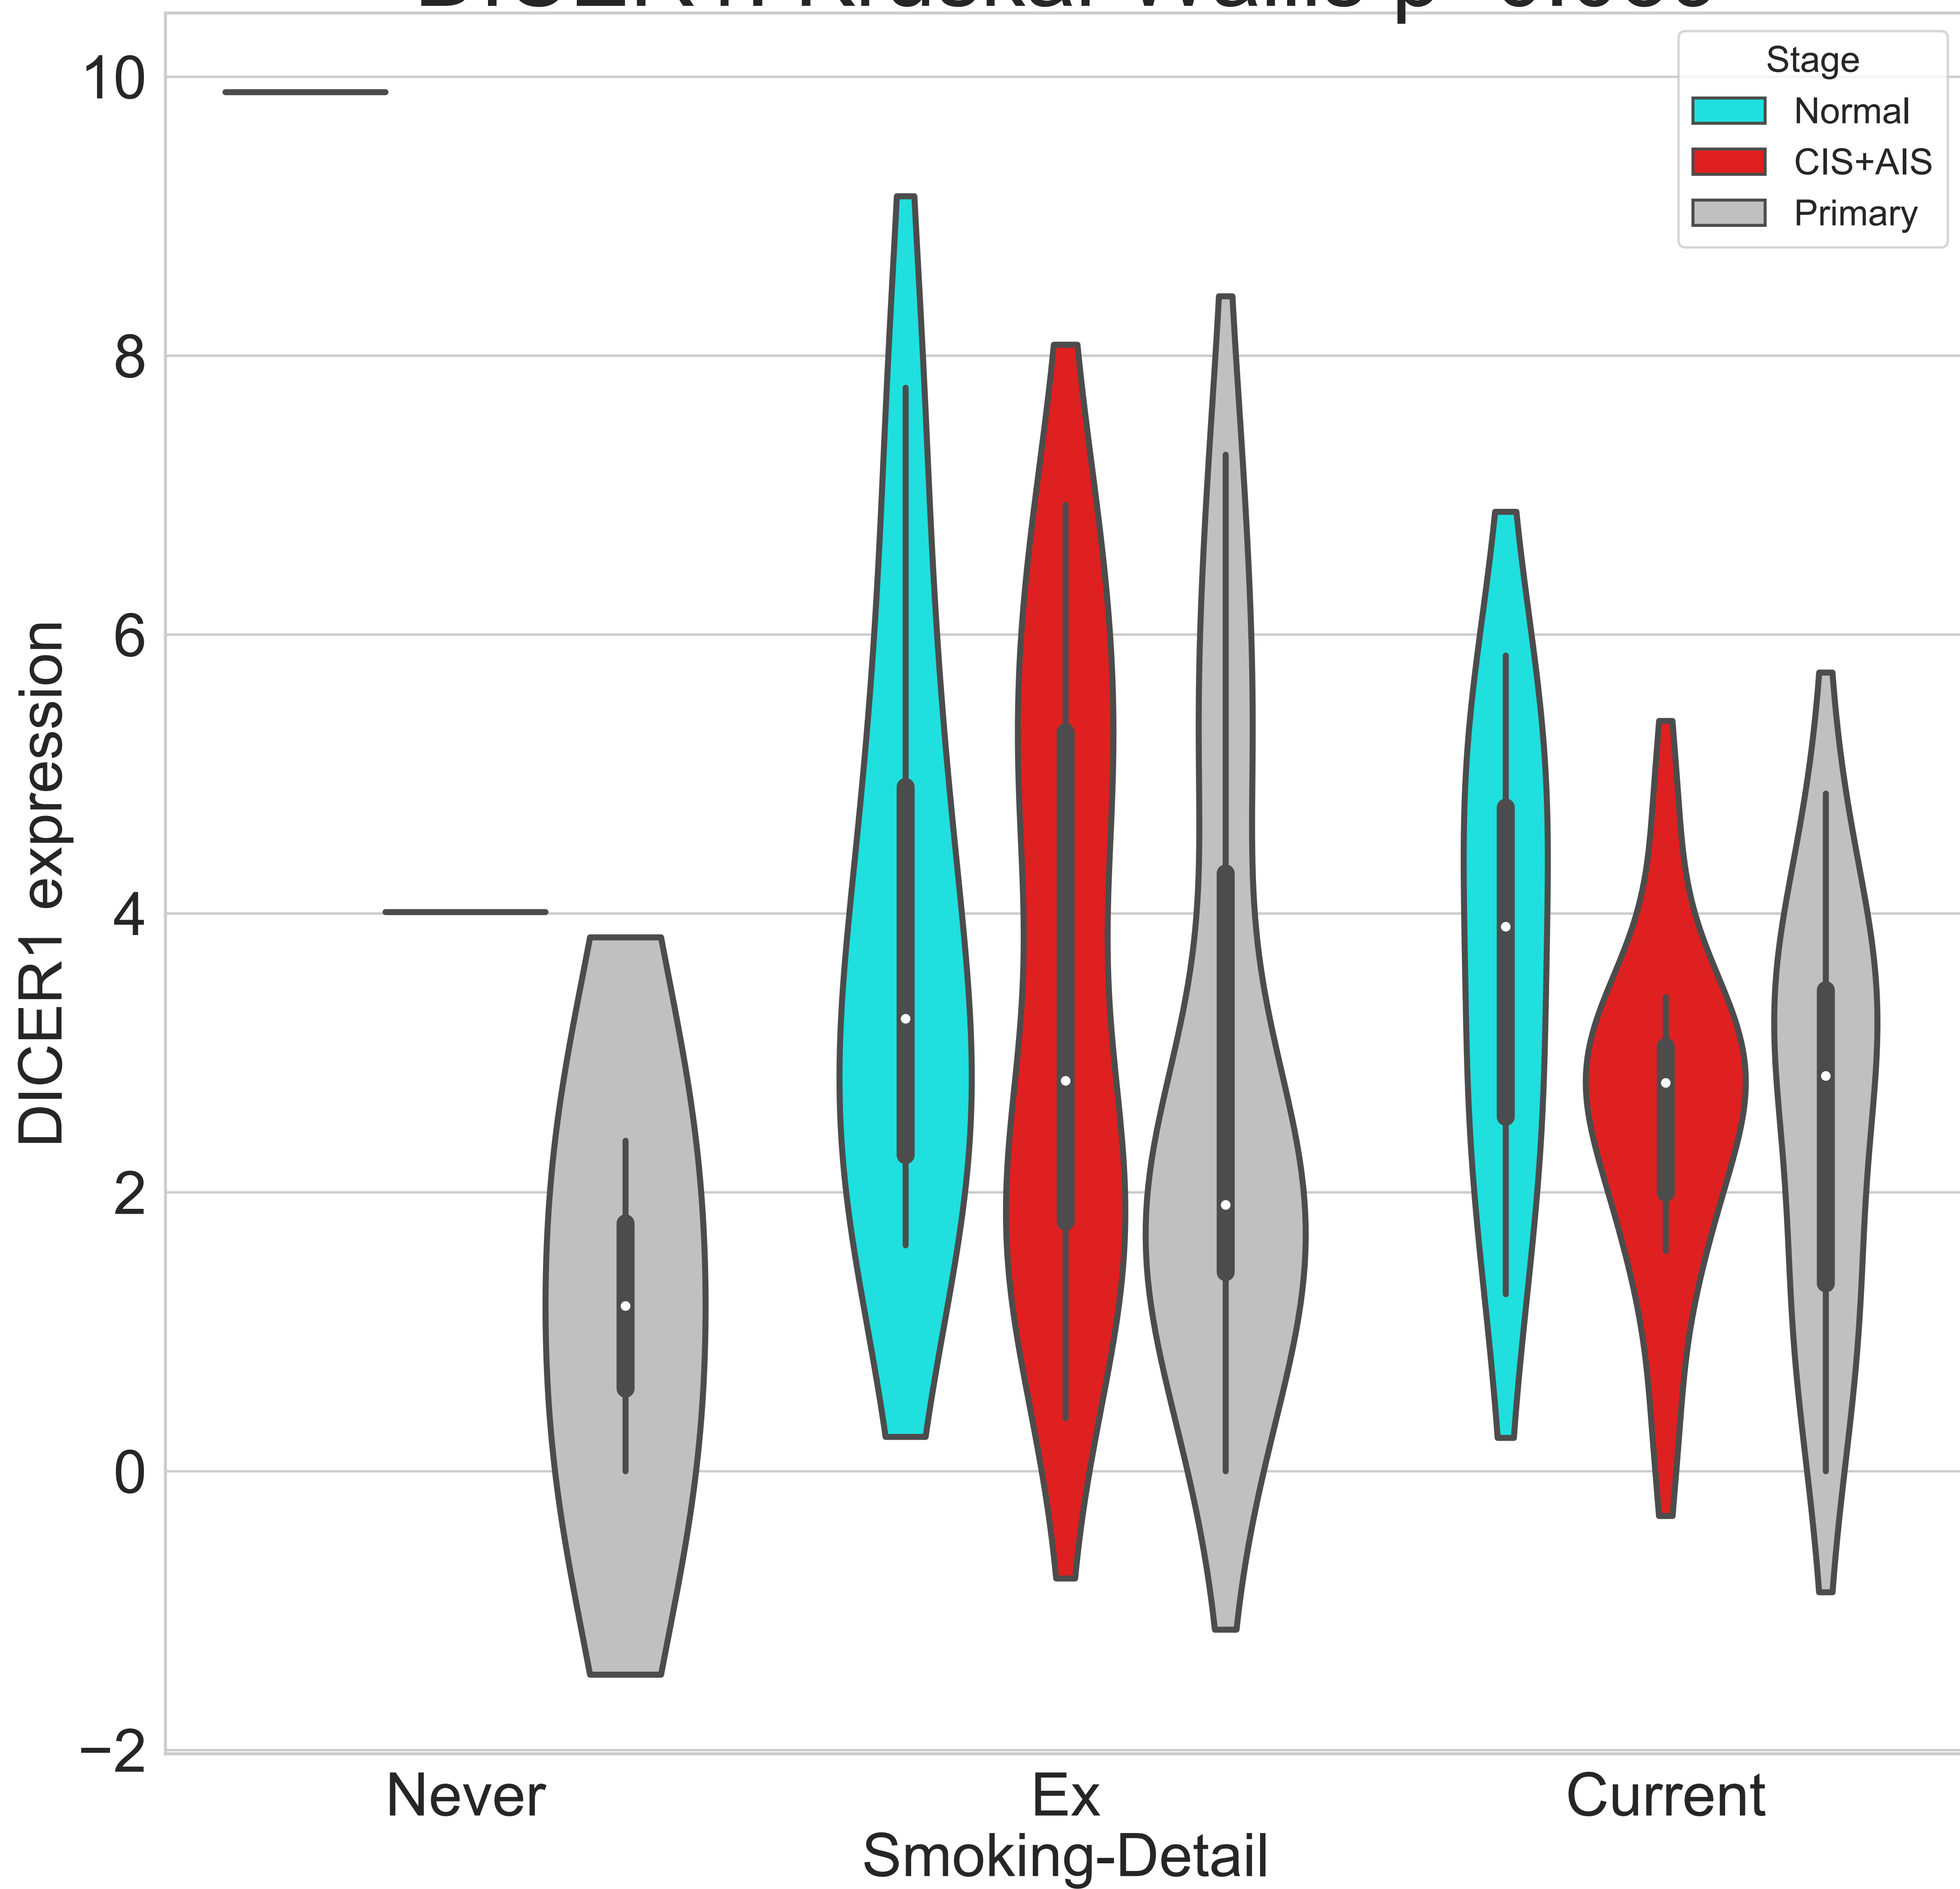 10
8
6
4
2
0
−2
DICER1 expression
Stage
Normal
CIS+AIS
Primary
Never
Ex
Current
Smoking-Detail